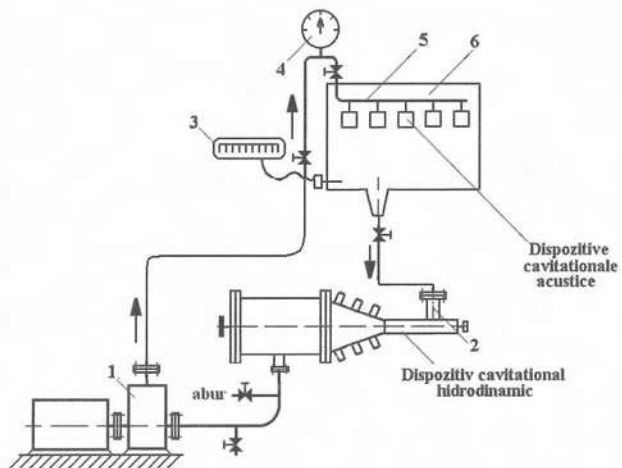 4
5
6
3
Dispozitive
cavitationale
acustice
2
1
Dispozitiv cavitational
hidrodinamic
abur